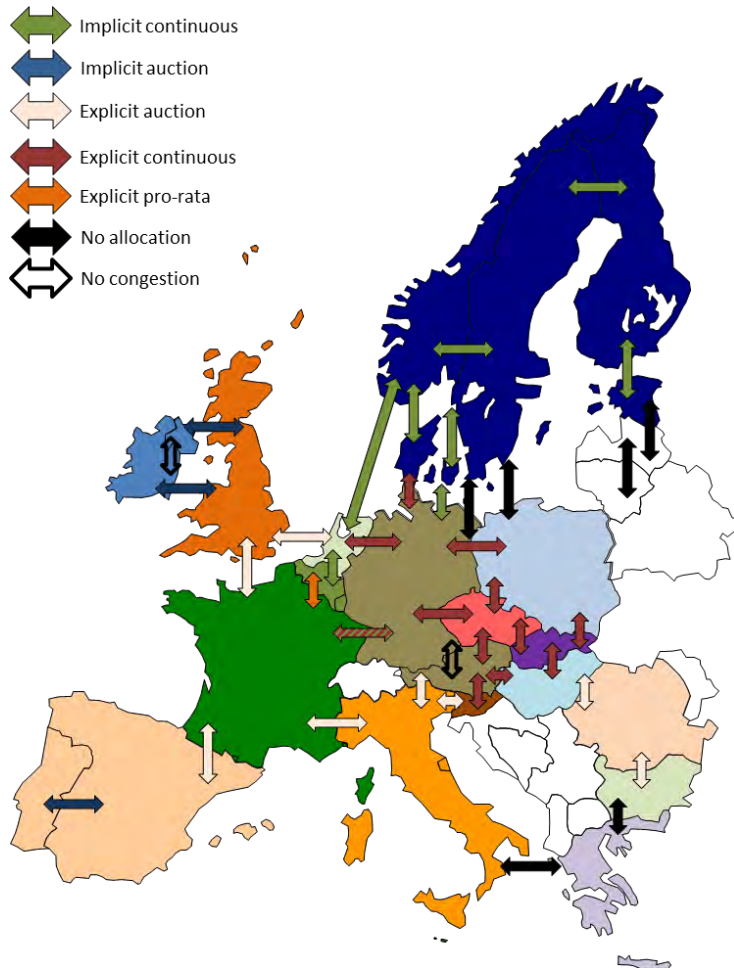 Implicit continuous
Implicit auction
Explicit auction
Explicit continuous
Explicit pro-rata
No allocation
No congestion